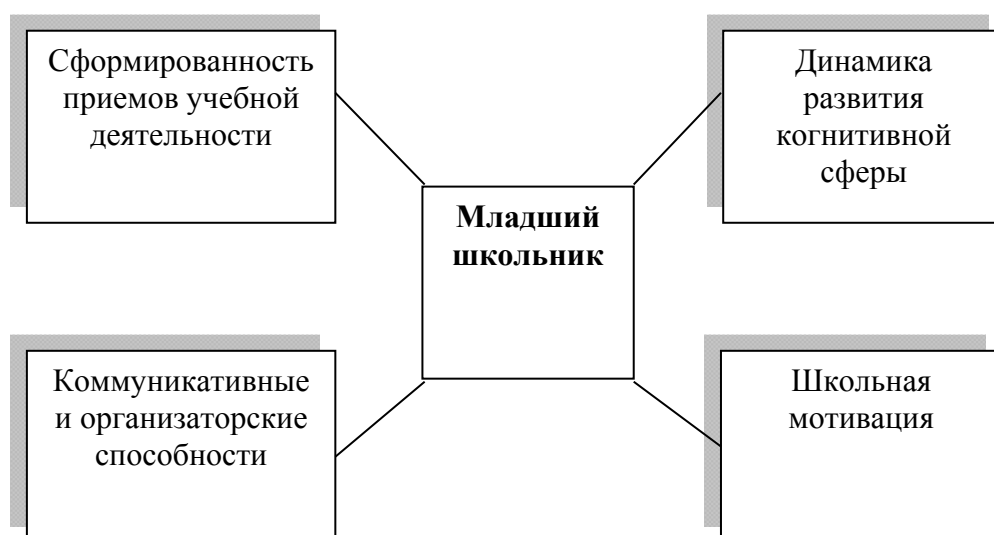 Сформированность
приемов учебной
деятельности
Динамика
развития
когнитивной
сферы
Младший
школьник
Коммуникативные
и организаторские
способности
Школьная
мотивация